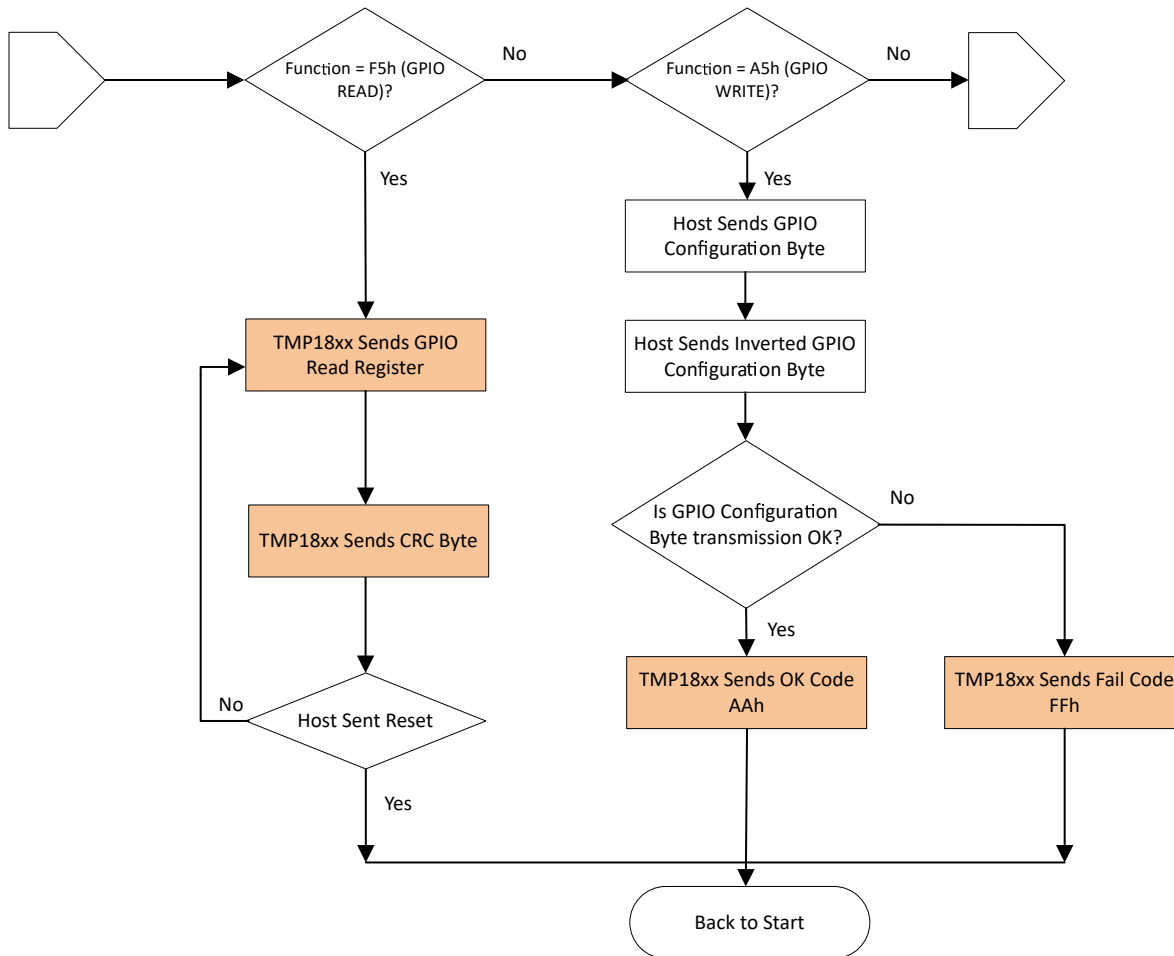 Function = F5h (GPIO
READ)?
No
Function = A5h (GPIO
WRITE)?
No
Yes
Yes
Host Sends GPIO
Configuration Byte
TMP18xx Sends GPIO
Read Register
Host Sends Inverted GPIO
Configuration Byte
TMP18xx Sends CRC Byte
Is GPIO Configuration
Byte transmission OK?
No
Yes
No
Host Sent Reset
TMP18xx Sends OK Code
AAh
TMP18xx Sends Fail Code
FFh
Yes
Back to Start